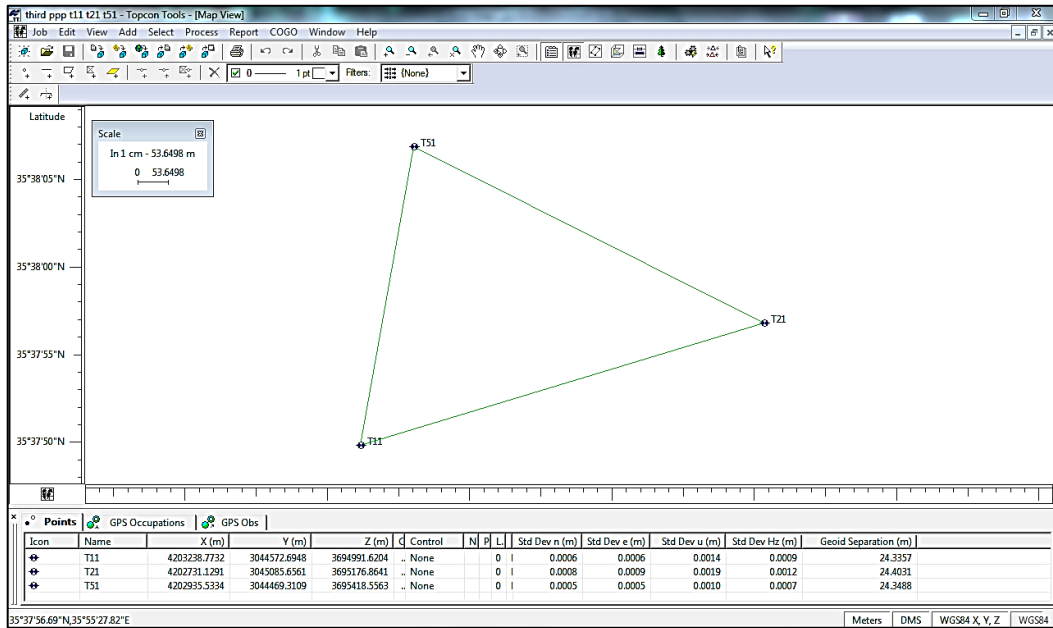 third ppp t11 t21 t51 - Topcon Tools - [Map View]
Job Edit View Add Select Process Report COGO Window Help
0 1 pt Filters: {None}
Latitude
Scale
In 1 cm - 53.6498 m
0 53.6498
T51
35°38'05"N
35°38'00"N
T21
35°37'55"N
35°37'50"N
T11
Points GPS Occupations GPS Obs
Icon Name X (m) Y (m) Z (m) C Control N P L. Std Dev n (m) Std Dev e (m) Std Dev u (m) Std Dev Hz (m) Geoid Separation (m)
T11 4203238.7732 3044572.6948 3694991.6204 .. None 0 0.0006 0.0006 0.0014 0.0009 24.3357
T21 4202731.1291 3045085.6561 3695176.8641 .. None 0 0.0008 0.0009 0.0019 0.0012 24.4031
T51 4202935.5334 3044469.3109 3695418.5563 .. None 0 0.0005 0.0005 0.0010 0.0007 24.3488
35°37'56.69"N,35°55'27.82"E Meters DMS WGS84 X, Y, Z WGS84